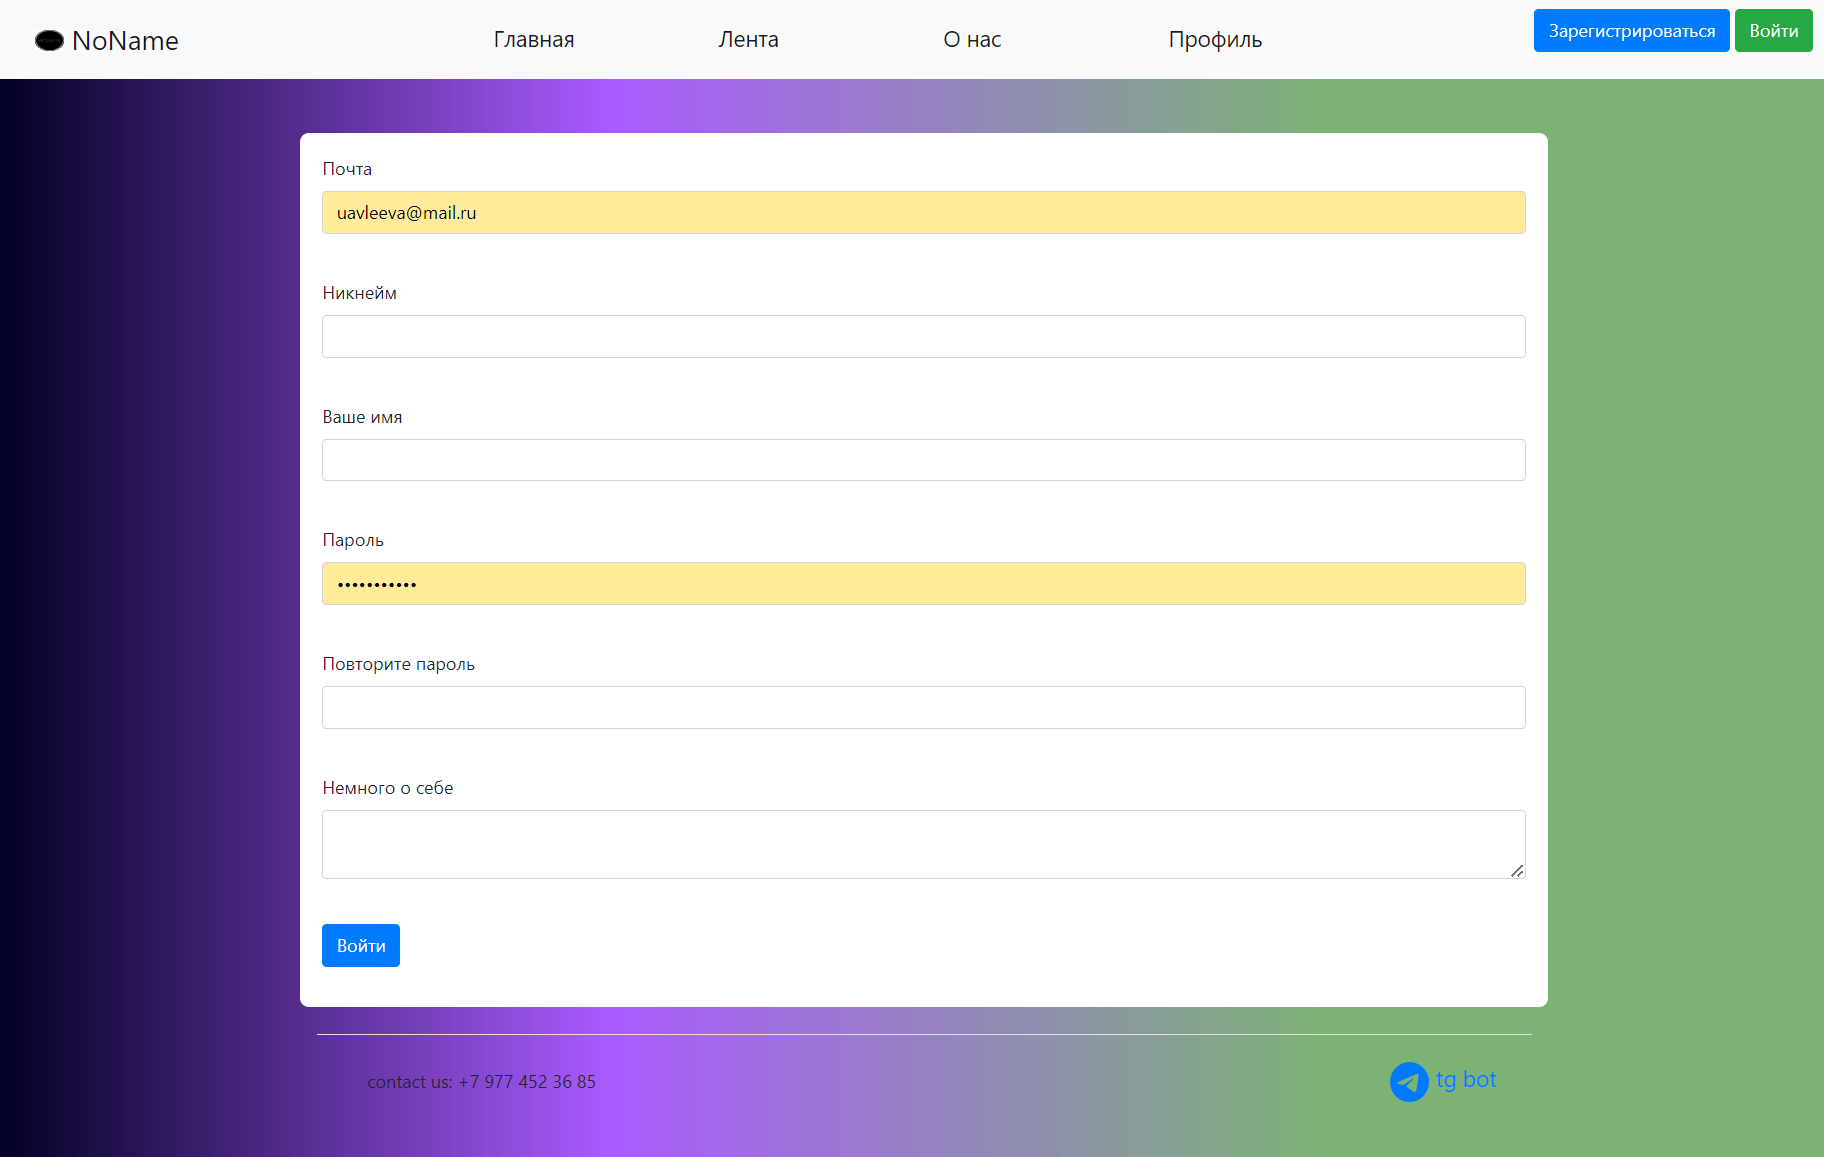 NoName
Главная
Лента
О нас
Профиль
Зарегистрироваться
Войти
Почта
uavleeva@mail.ru
Никнейм
Ваше имя
Пароль
•••••••••••
Повторите пароль
Немного о себе
Войти
contact us: +7 977 452 36 85
tg bot